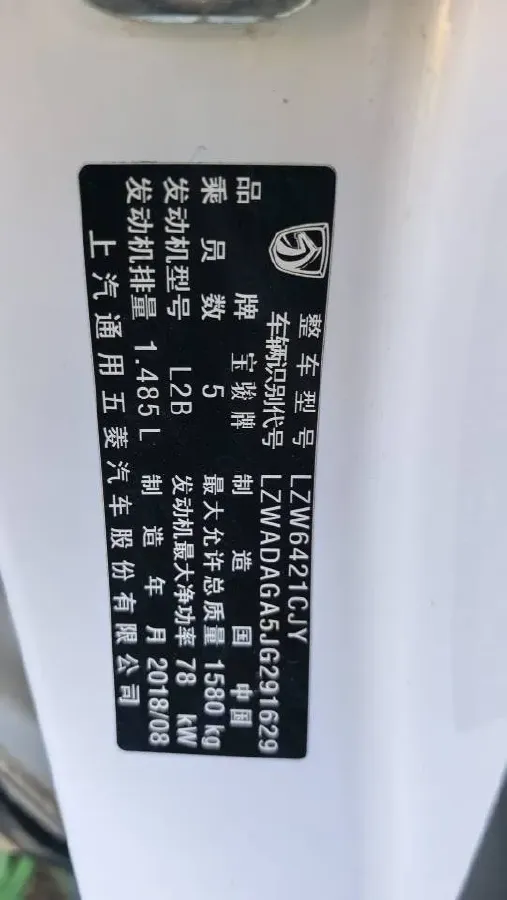 整车型号 LZW6421CJY
车辆识别代号 LZWADAGA5JG291629
品牌 宝骏牌 制造国 中国
乘员数 5 最大允许总质量 1580 kg
发动机型号 L2B 发动机最大净功率 78 kW
发动机排量 1.485L 制造年月 2018/08
上汽通用五菱汽车股份有限公司